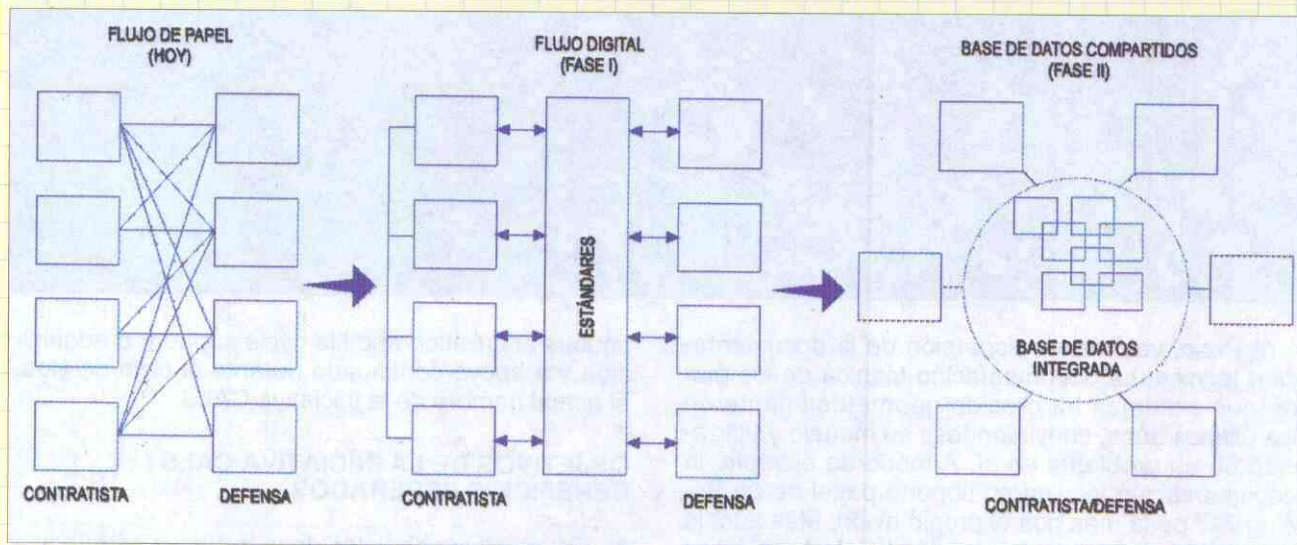 FLUJO DE PAPEL
(HOY)
CONTRATISTA
DEFENSA
FLUJO DIGITAL
(FASE I)
ESTÁNDARES
CONTRATISTA
DEFENSA
BASE DE DATOS COMPARTIDOS
(FASE II)
BASE DE DATOS
INTEGRADA
CONTRATISTA/DEFENSA